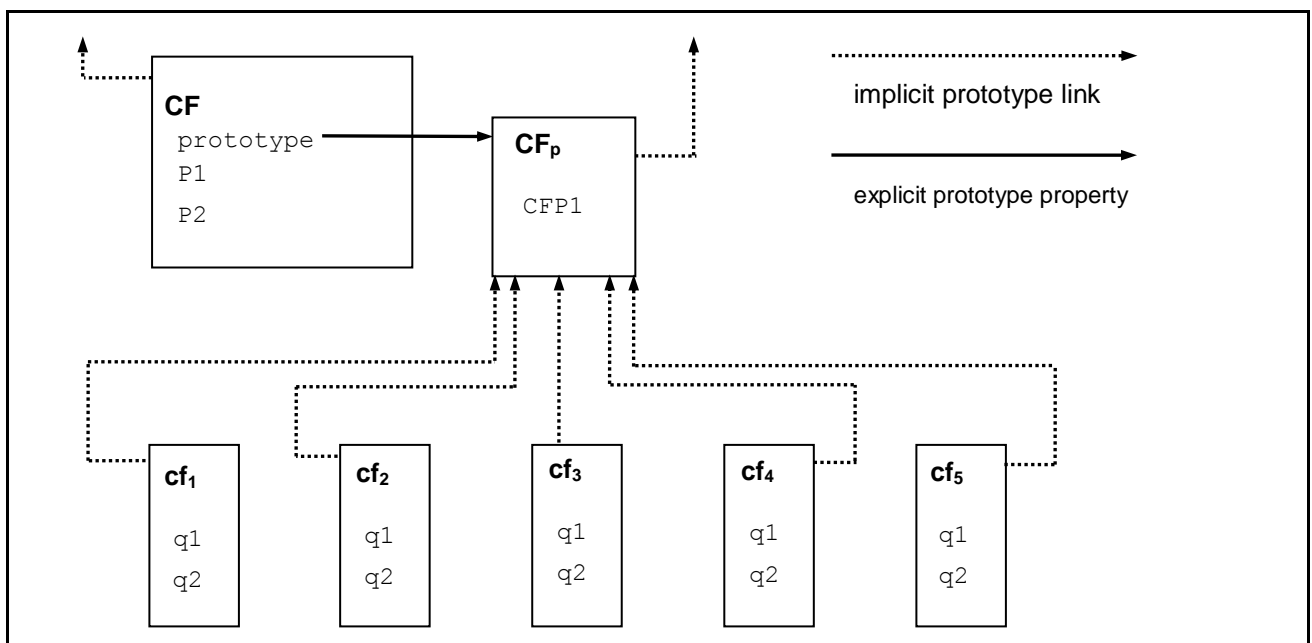 CF
prototype
P1
P2
CFp
CFP1
implicit prototype link
explicit prototype property
cf1
q1
q2
cf2
q1
q2
cf3
q1
q2
cf4
q1
q2
cf5
q1
q2